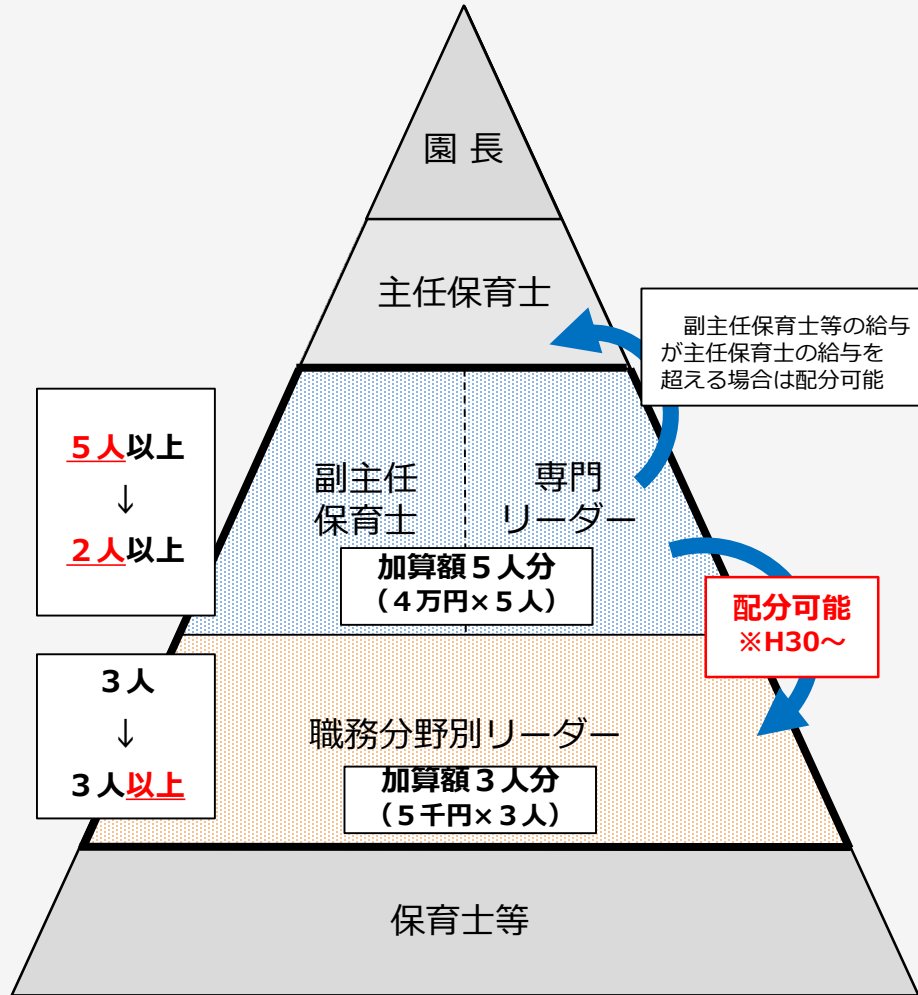 園 長
主任保育士
副主任保育士等の給与
が主任保育士の給与を
超える場合は配分可能
５人以上
↓
２人以上
副主任
保育士
専門
リーダー
加算額５人分
（４万円×５人）
配分可能
※H30～
３人
↓
３人以上
職務分野別リーダー
加算額３人分
（５千円×３人）
保育士等